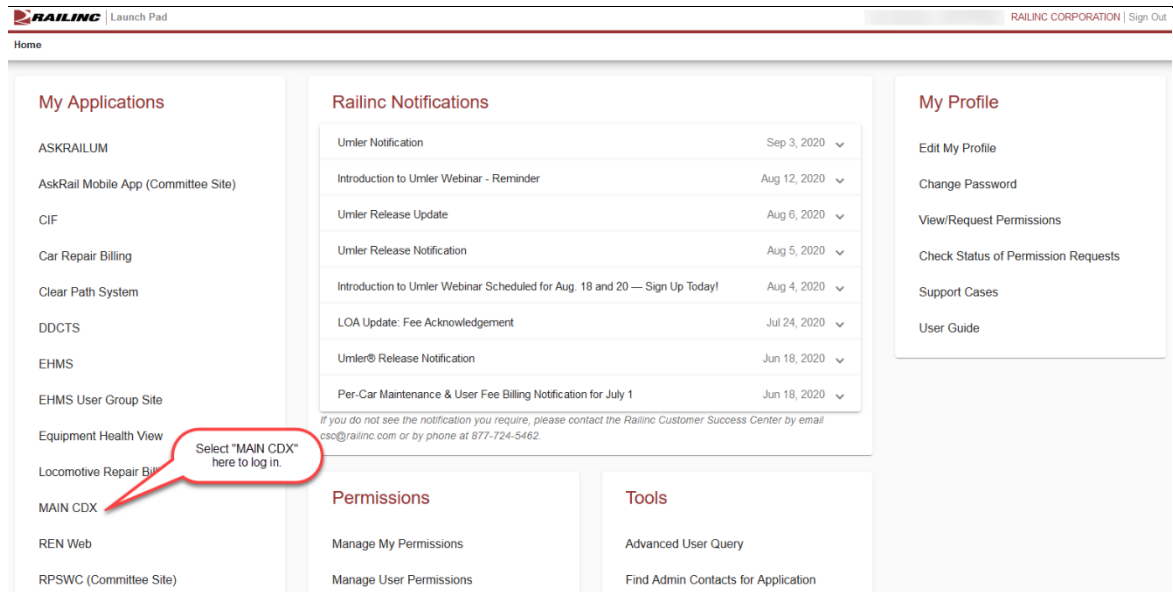 RAILINC Launch Pad
RAILINC CORPORATION | Sign Out
Home
My Applications
ASKRAILUM
AskRail Mobile App (Committee Site)
CIF
Car Repair Billing
Clear Path System
DDCTS
EHMS
EHMS User Group Site
Equipment Health View
Locomotive Repair
MAIN CDX
REN Web
RPSWC (Committee Site)
Select "MAIN CDX"
here to log in.
Railinc Notifications
Umler Notification Sep 3, 2020
Introduction to Umler Webinar - Reminder Aug 12, 2020
Umler Release Update Aug 6, 2020
Umler Release Notification Aug 5, 2020
Introduction to Umler Webinar Scheduled for Aug. 18 and 20 — Sign Up Today! Aug 4, 2020
LOA Update: Fee Acknowledgement Jul 24, 2020
Umler® Release Notification Jun 18, 2020
Per-Car Maintenance & User Fee Billing Notification for July 1 Jun 18, 2020
If you do not see the notification you require, please contact the Railinc Customer Success Center by email
csc@railinc.com or by phone at 877-724-5462.
Permissions
Manage My Permissions
Manage User Permissions
Tools
Advanced User Query
Find Admin Contacts for Application
My Profile
Edit My Profile
Change Password
View/Request Permissions
Check Status of Permission Requests
Support Cases
User Guide